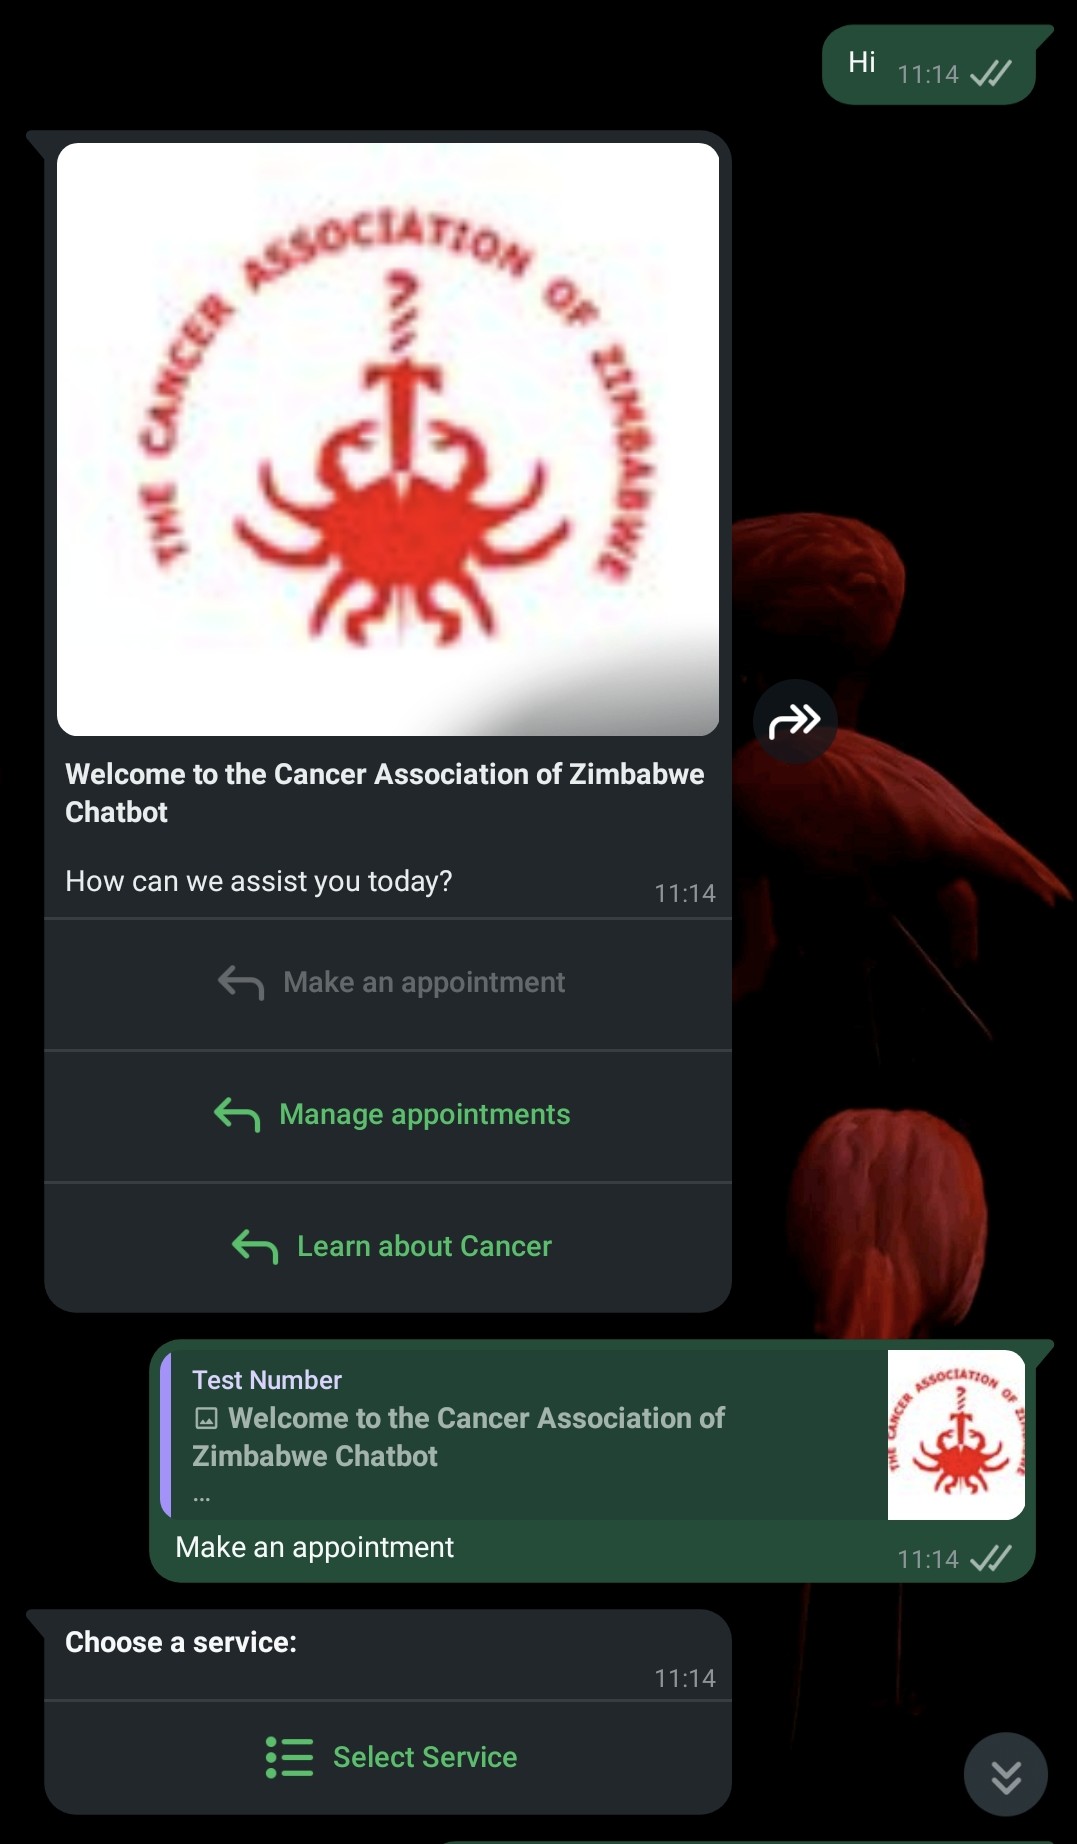 Hi
11:14
THE CANCER ASSOCIATION OF ZIMBABWE
Welcome to the Cancer Association of Zimbabwe
Chatbot
How can we assist you today?
11:14
Make an appointment
Manage appointments
Learn about Cancer
Test Number
Welcome to the Cancer Association of
Zimbabwe Chatbot
...
THE CANCER ASSOCIATION OF ZIMBABWE
Make an appointment
11:14
Choose a service:
11:14
Select Service